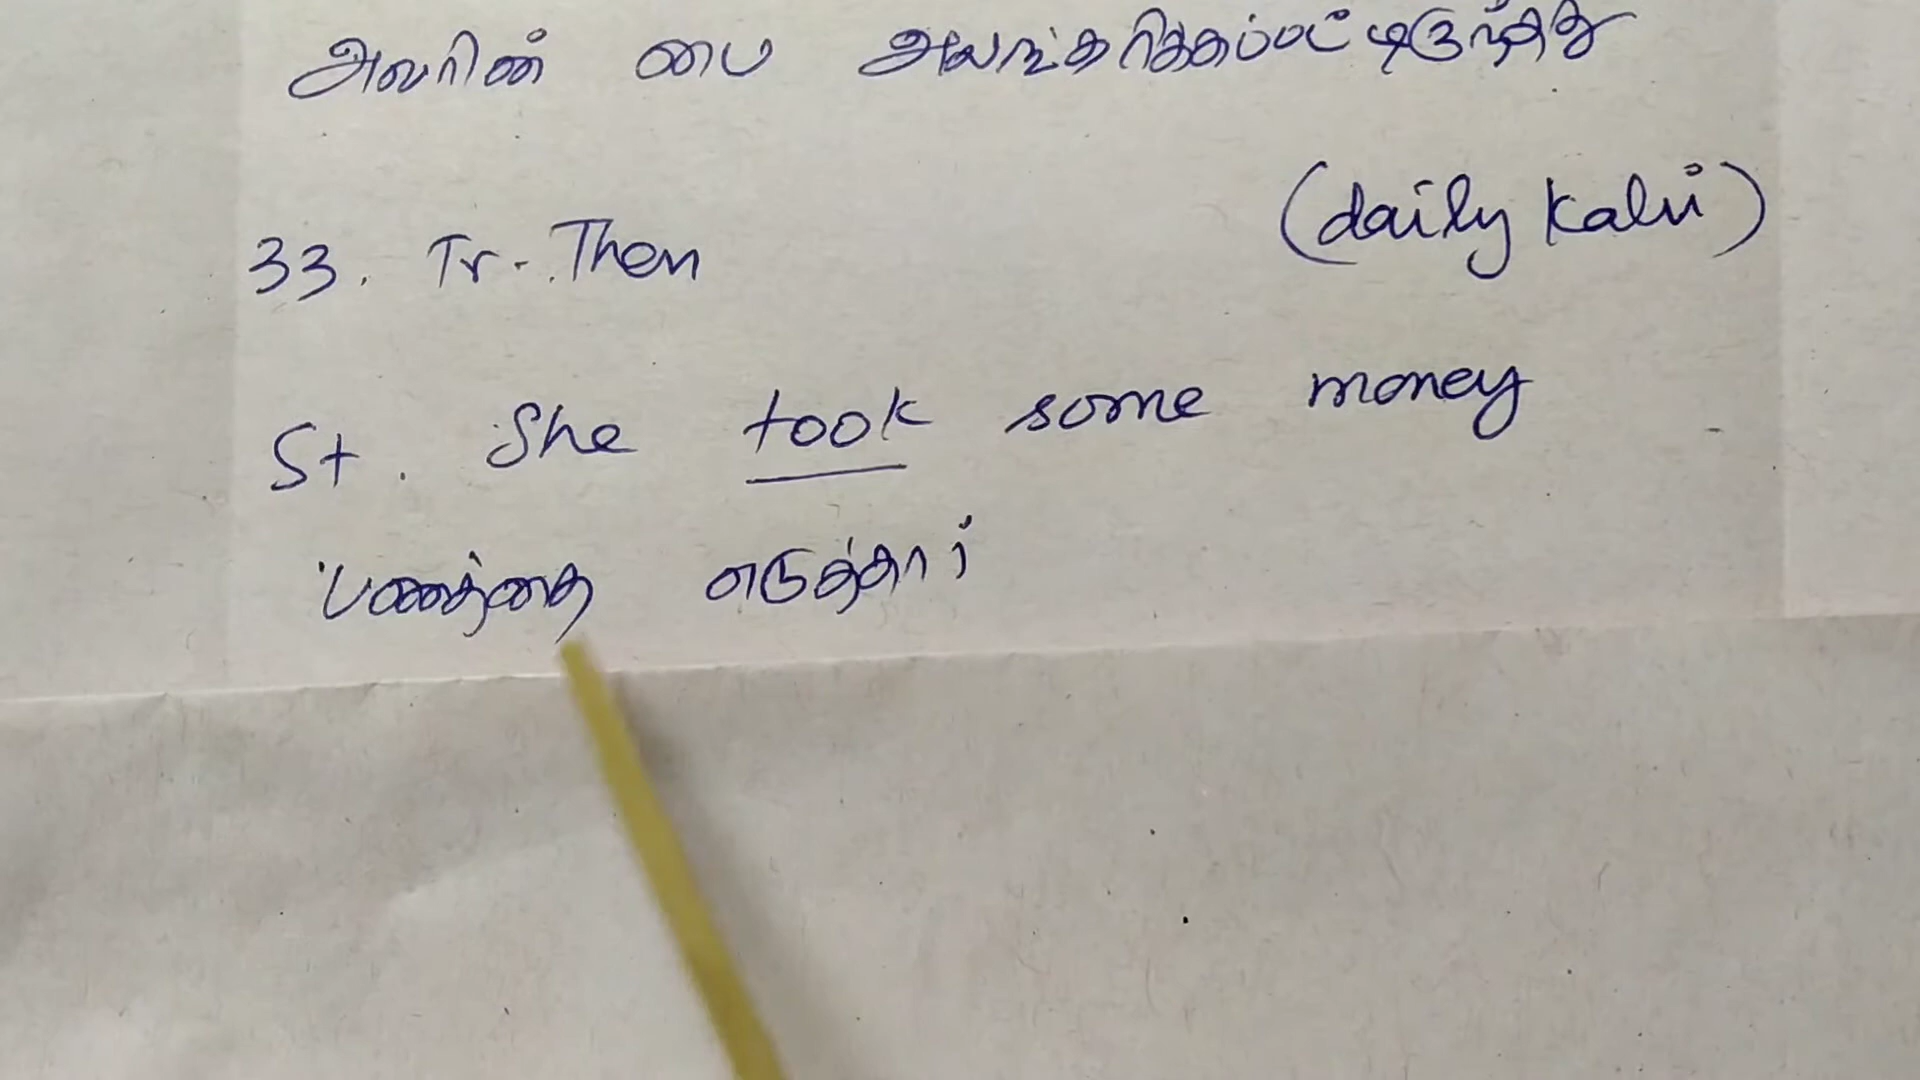 அவரின் பை அலங்கரிக்கப்பட்டிருந்தது
(daily kalvi)
33. Tr. Then
St. She took some money
பணத்தை எடுத்தார்